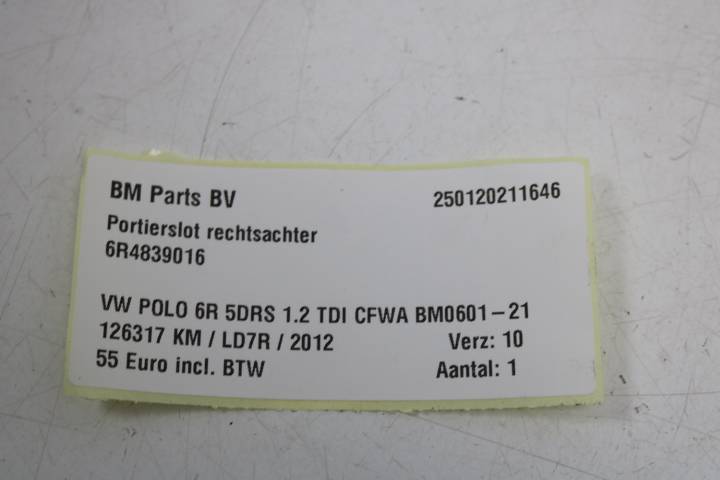 BM Parts BV 250120211646
Portierslot rechtsachter
6R4839016
VW POLO 6R 5DRS 1.2 TDI CFWA BM0601-21
126317 KM / LD7R / 2012 Verz: 10
55 Euro incl. BTW Aantal: 1